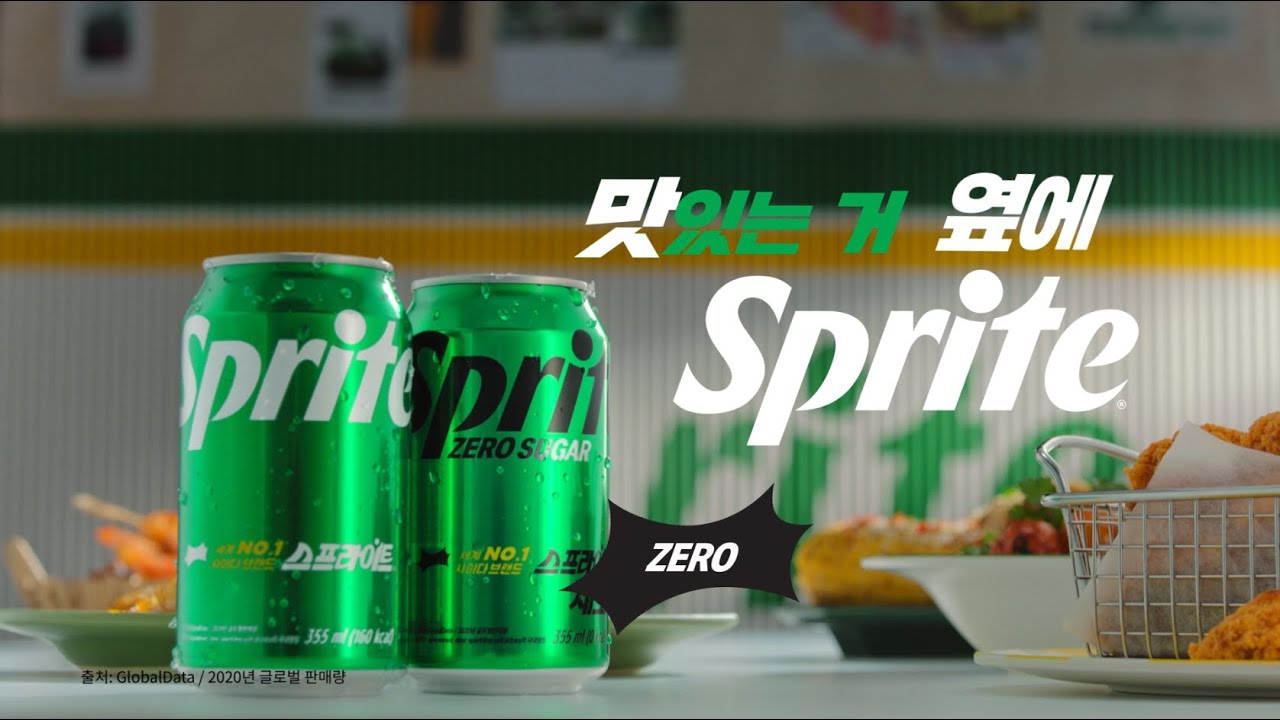 맛있는 거 옆에
Sprite®
Sprite
세계 NO.1
사이다 브랜드
스프라이트
355 ml (160 kcal)
Sprit
ZERO SUGAR
세계 NO.1
사이다 브랜드
355 ml
ZERO
출처: GlobalData / 2020년 글로벌 판매량